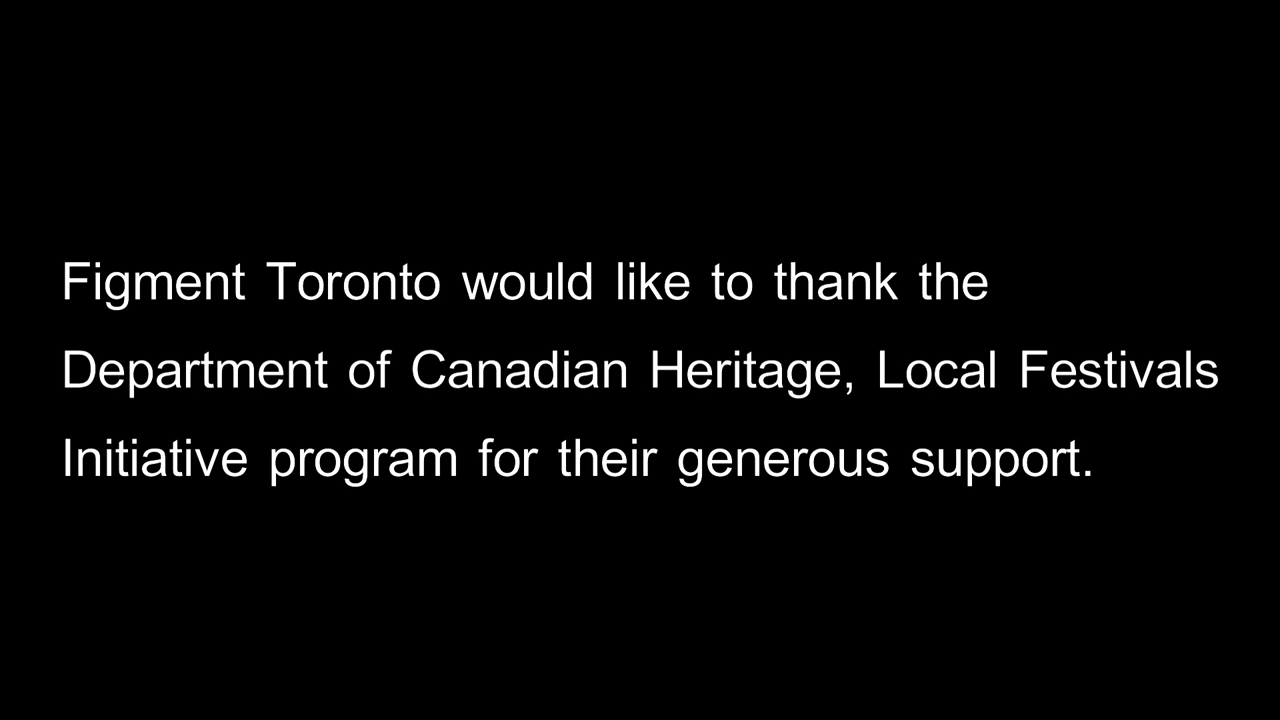 Figment Toronto would like to thank the
Department of Canadian Heritage, Local Festivals
Initiative program for their generous support.